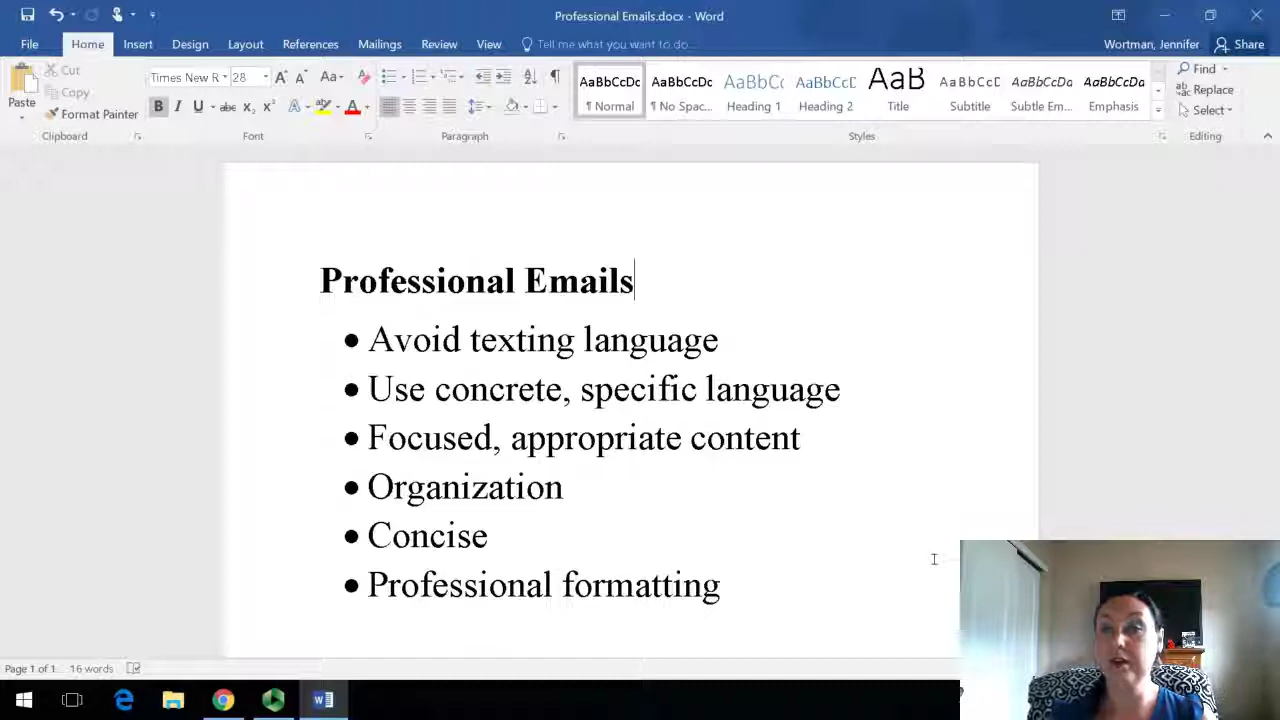 Professional Emails.docx - Word
File Home Insert Design Layout References Mailings Review View Tell me what you want to do... Wortman, Jennifer Share
Paste
Cut
Copy
Format Painter
Clipboard
Times New R 28
Font
Paragraph
AaBbCcDc AaBbCcDc AaBbCc AaBbCcD AaB AaBbCcD AaBbCcDc AaBbCcDc
¶ Normal ¶ No Spac... Heading 1 Heading 2 Title Subtitle Subtle Em... Emphasis
Styles
Find
Replace
Select
Editing
Professional Emails
• Avoid texting language
• Use concrete, specific language
• Focused, appropriate content
• Organization
• Concise
• Professional formatting
Page 1 of 1 16 words